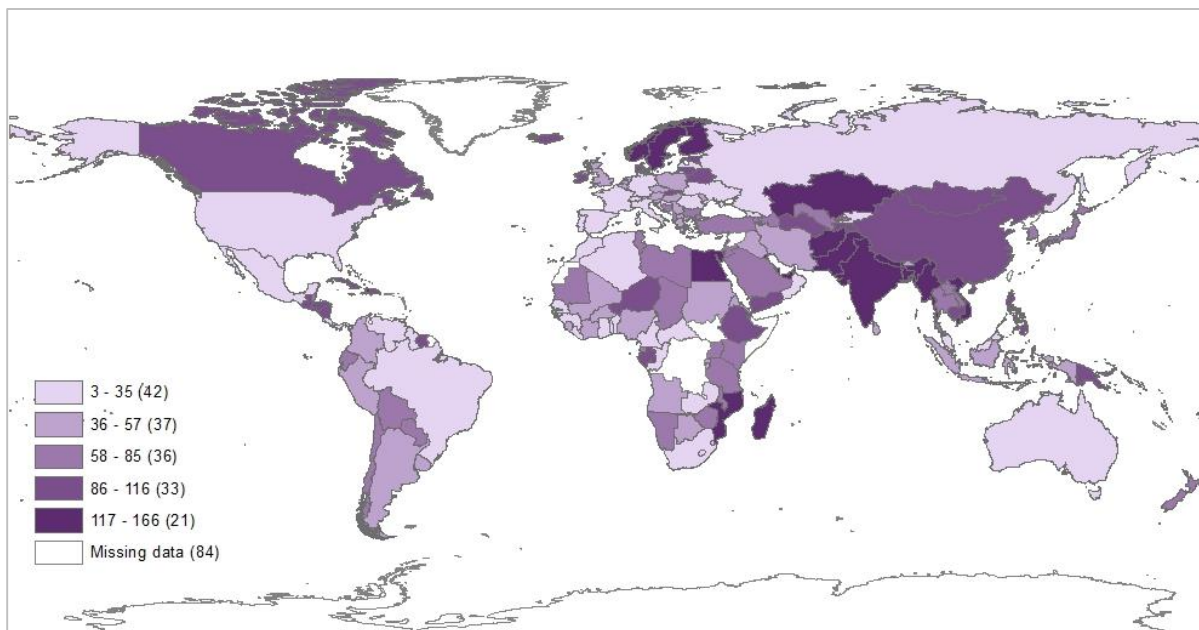 3 - 35 (42)
36 - 57 (37)
58 - 85 (36)
86 - 116 (33)
117 - 166 (21)
Missing data (84)